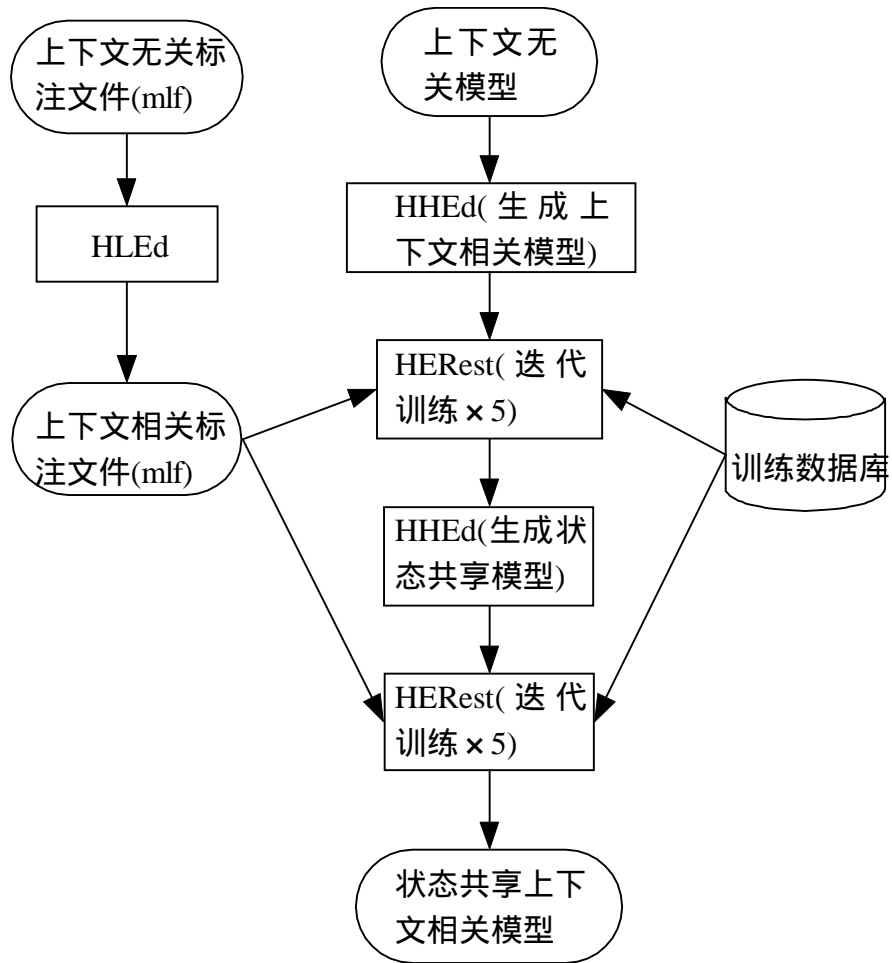 上下文无关标
注文件(mlf)
上下文无
关模型
HLEd
HHEd(生成上
下文相关模型)
上下文相关标
注文件(mlf)
HERest(迭代
训练×5)
训练数据库
HHEd(生成状
态共享模型)
HERest(迭代
训练×5)
状态共享上下
文相关模型